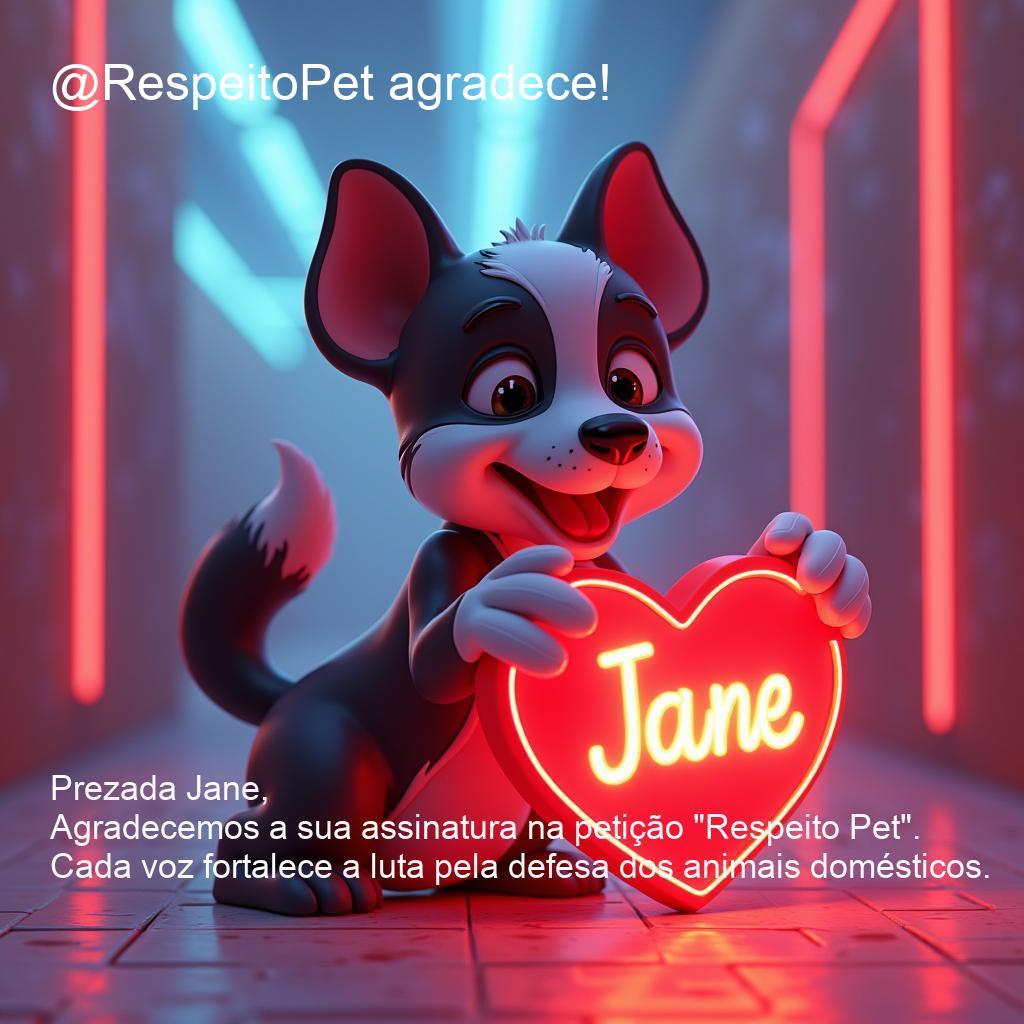 @RespeitoPet agradece!
Jane
Prezada Jane,
Agradecemos a sua assinatura na petição "Respeito Pet".
Cada voz fortalece a luta pela defesa dos animais domésticos.